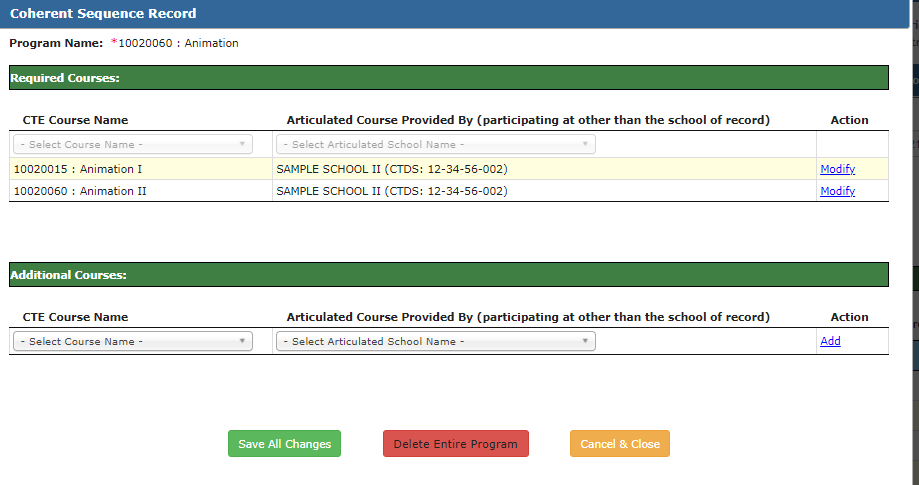 Coherent Sequence Record
Program Name: *10020060 : Animation
Required Courses:
CTE Course Name Articulated Course Provided By (participating at other than the school of record) Action
- Select Course Name - - Select Articulated School Name -
10020015 : Animation I SAMPLE SCHOOL II (CTDS: 12-34-56-002) Modify
10020060 : Animation II SAMPLE SCHOOL II (CTDS: 12-34-56-002) Modify
Additional Courses:
CTE Course Name Articulated Course Provided By (participating at other than the school of record) Action
- Select Course Name - - Select Articulated School Name - Add
Save All Changes Delete Entire Program Cancel & Close